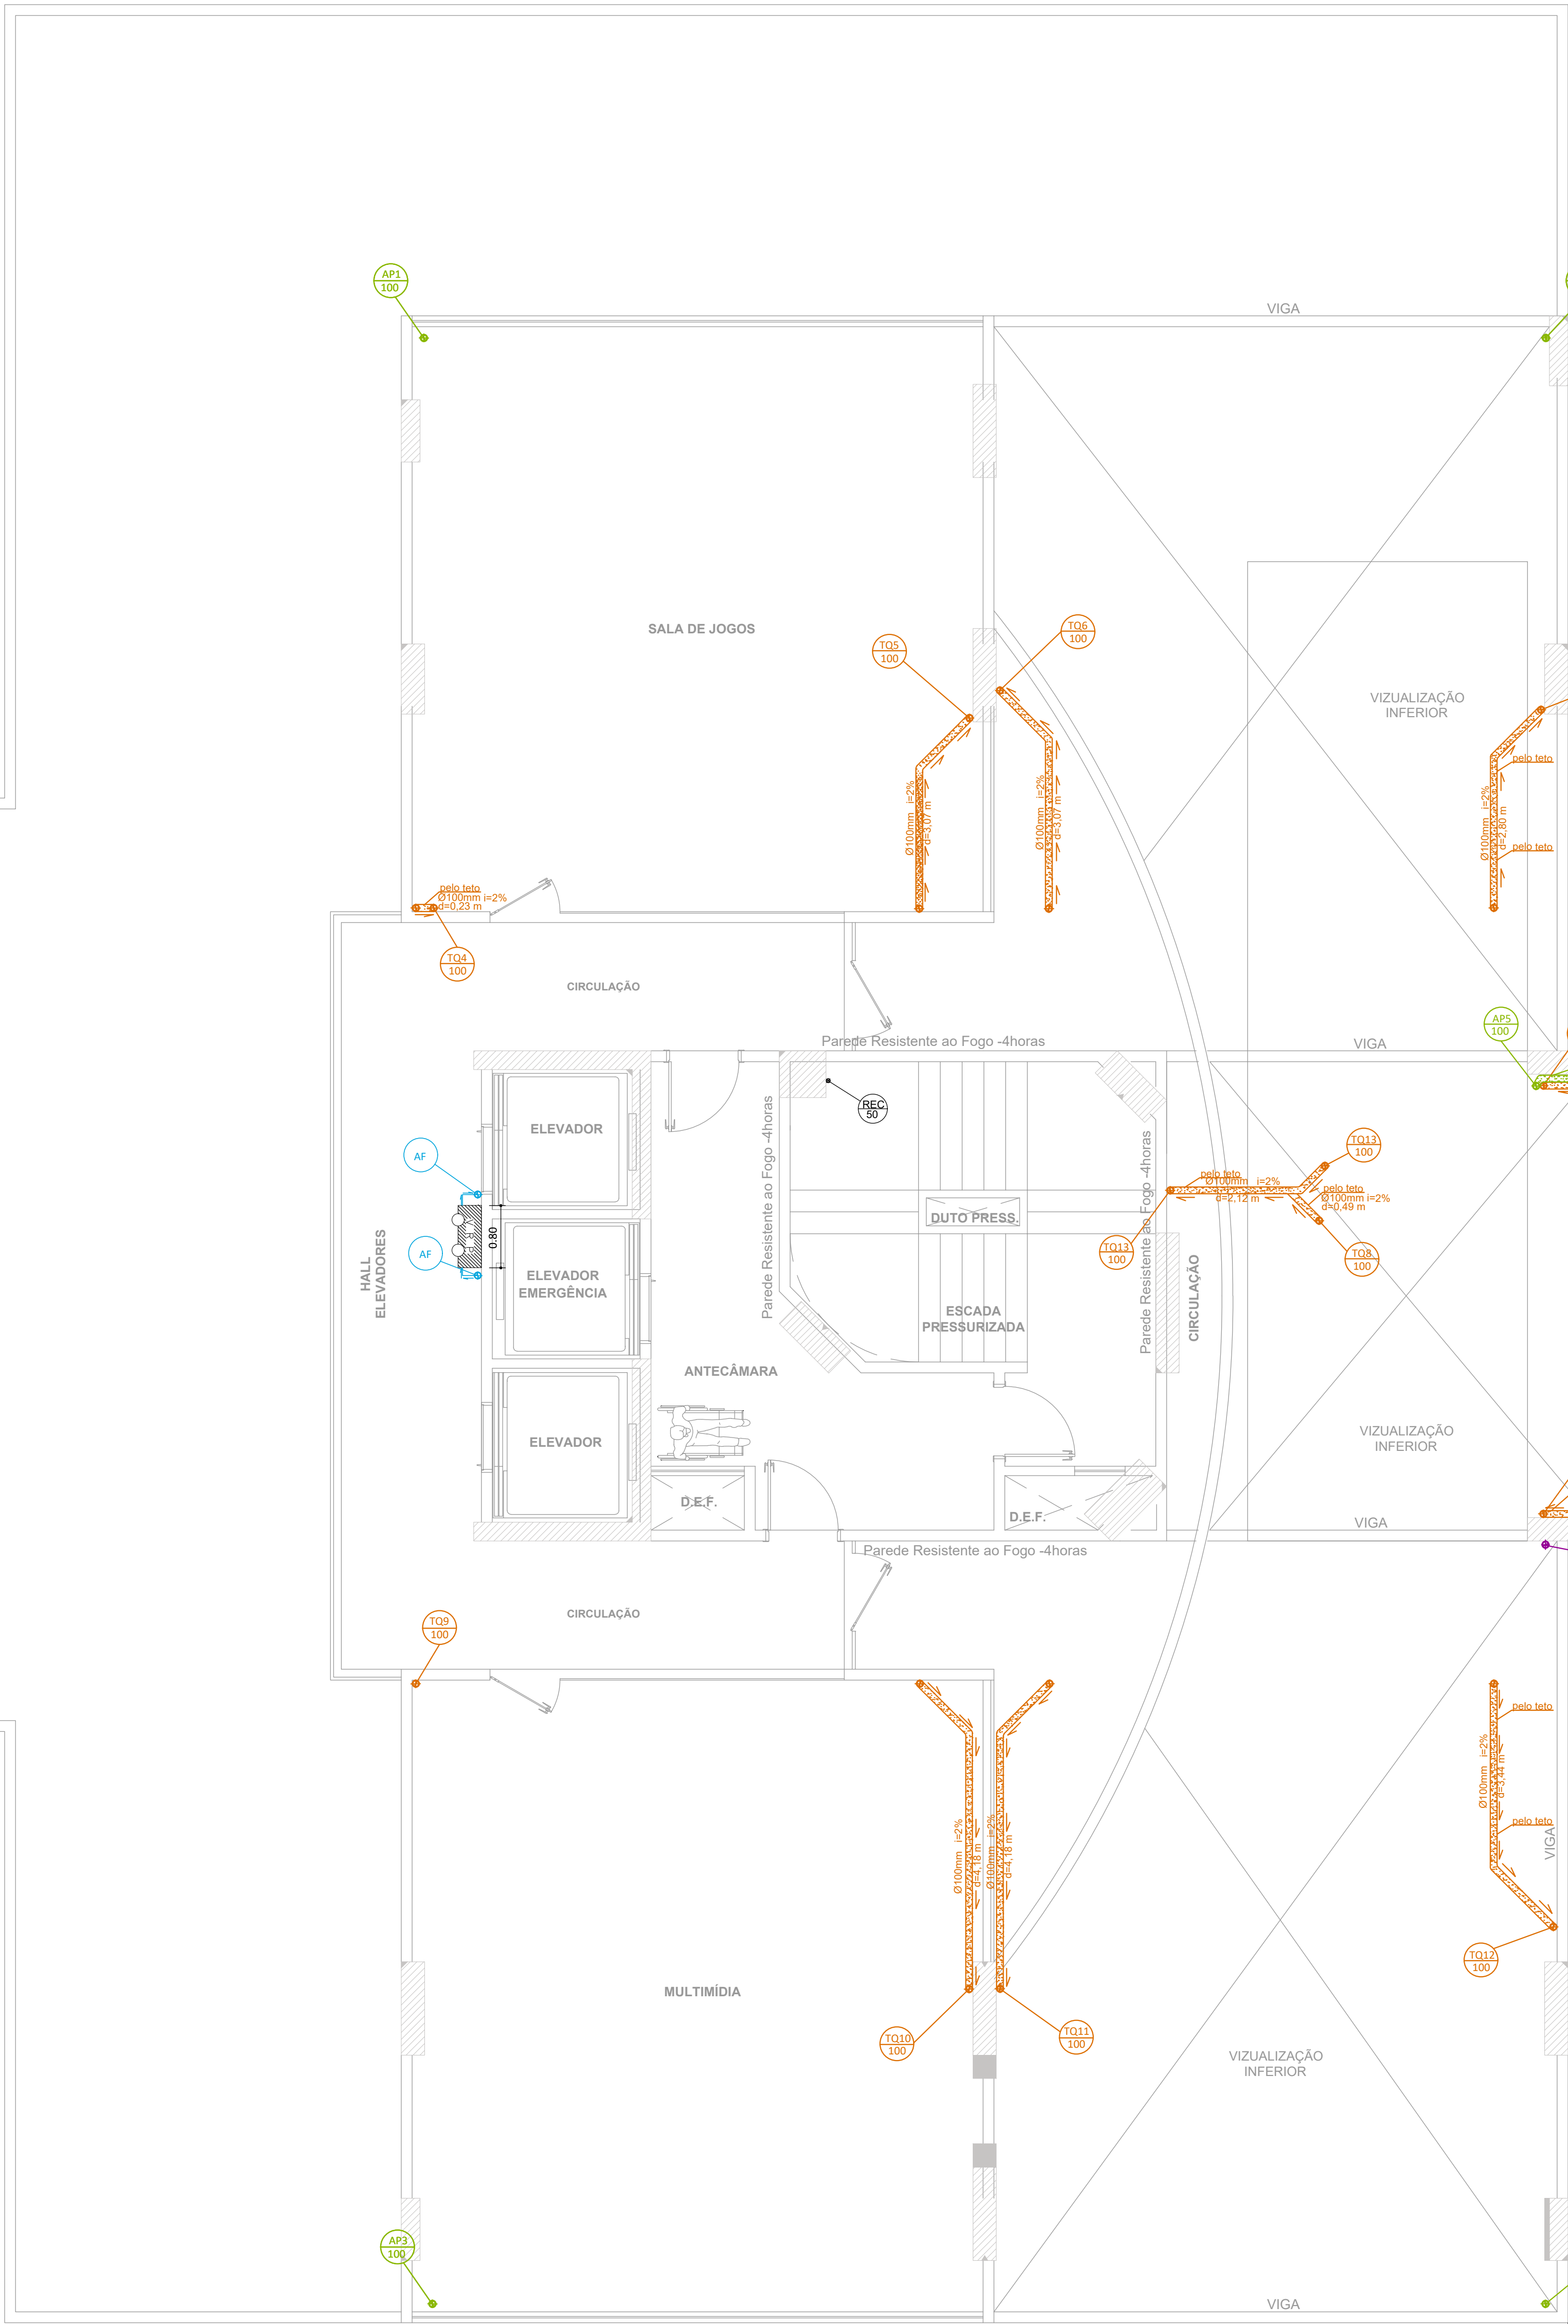 AP1
100
VIGA
SALA DE JOGOS
TQ5
100
TQ6
100
VIZUALIZAÇÃO
INFERIOR
Ø100mm i=2%
d=3,07 m
Ø100mm i=2%
d=3,07 m
Ø100mm i=2%
d=2,80 m
pelo teto
pelo teto
pelo teto
Ø100mm i=2%
d=0,23 m
TQ4
100
CIRCULAÇÃO
Parede Resistente ao Fogo -4horas
VIGA
AP5
100
ELEVADOR
REC
50
Parede Resistente ao Fogo -4horas
Parede Resistente ao Fogo -4horas
AF
AF
0.80
HALL
ELEVADORES
ELEVADOR
EMERGÊNCIA
DUTO PRESS.
TQ13
100
pelo teto
Ø100mm i=2%
d=2,12 m
pelo teto
Ø100mm i=2%
d=0,49 m
TQ13
100
TQ8
100
CIRCULAÇÃO
ESCADA
PRESSURIZADA
ANTECÂMARA
ELEVADOR
VIZUALIZAÇÃO
INFERIOR
D.E.F.
D.E.F.
VIGA
Parede Resistente ao Fogo -4horas
CIRCULAÇÃO
TQ9
100
pelo teto
Ø100mm i=2%
d=3,44 m
pelo teto
Ø100mm i=2%
d=4,18 m
Ø100mm i=2%
d=4,18 m
VIGA
TQ12
100
MULTIMÍDIA
TQ10
100
TQ11
100
VIZUALIZAÇÃO
INFERIOR
AP3
100
VIGA